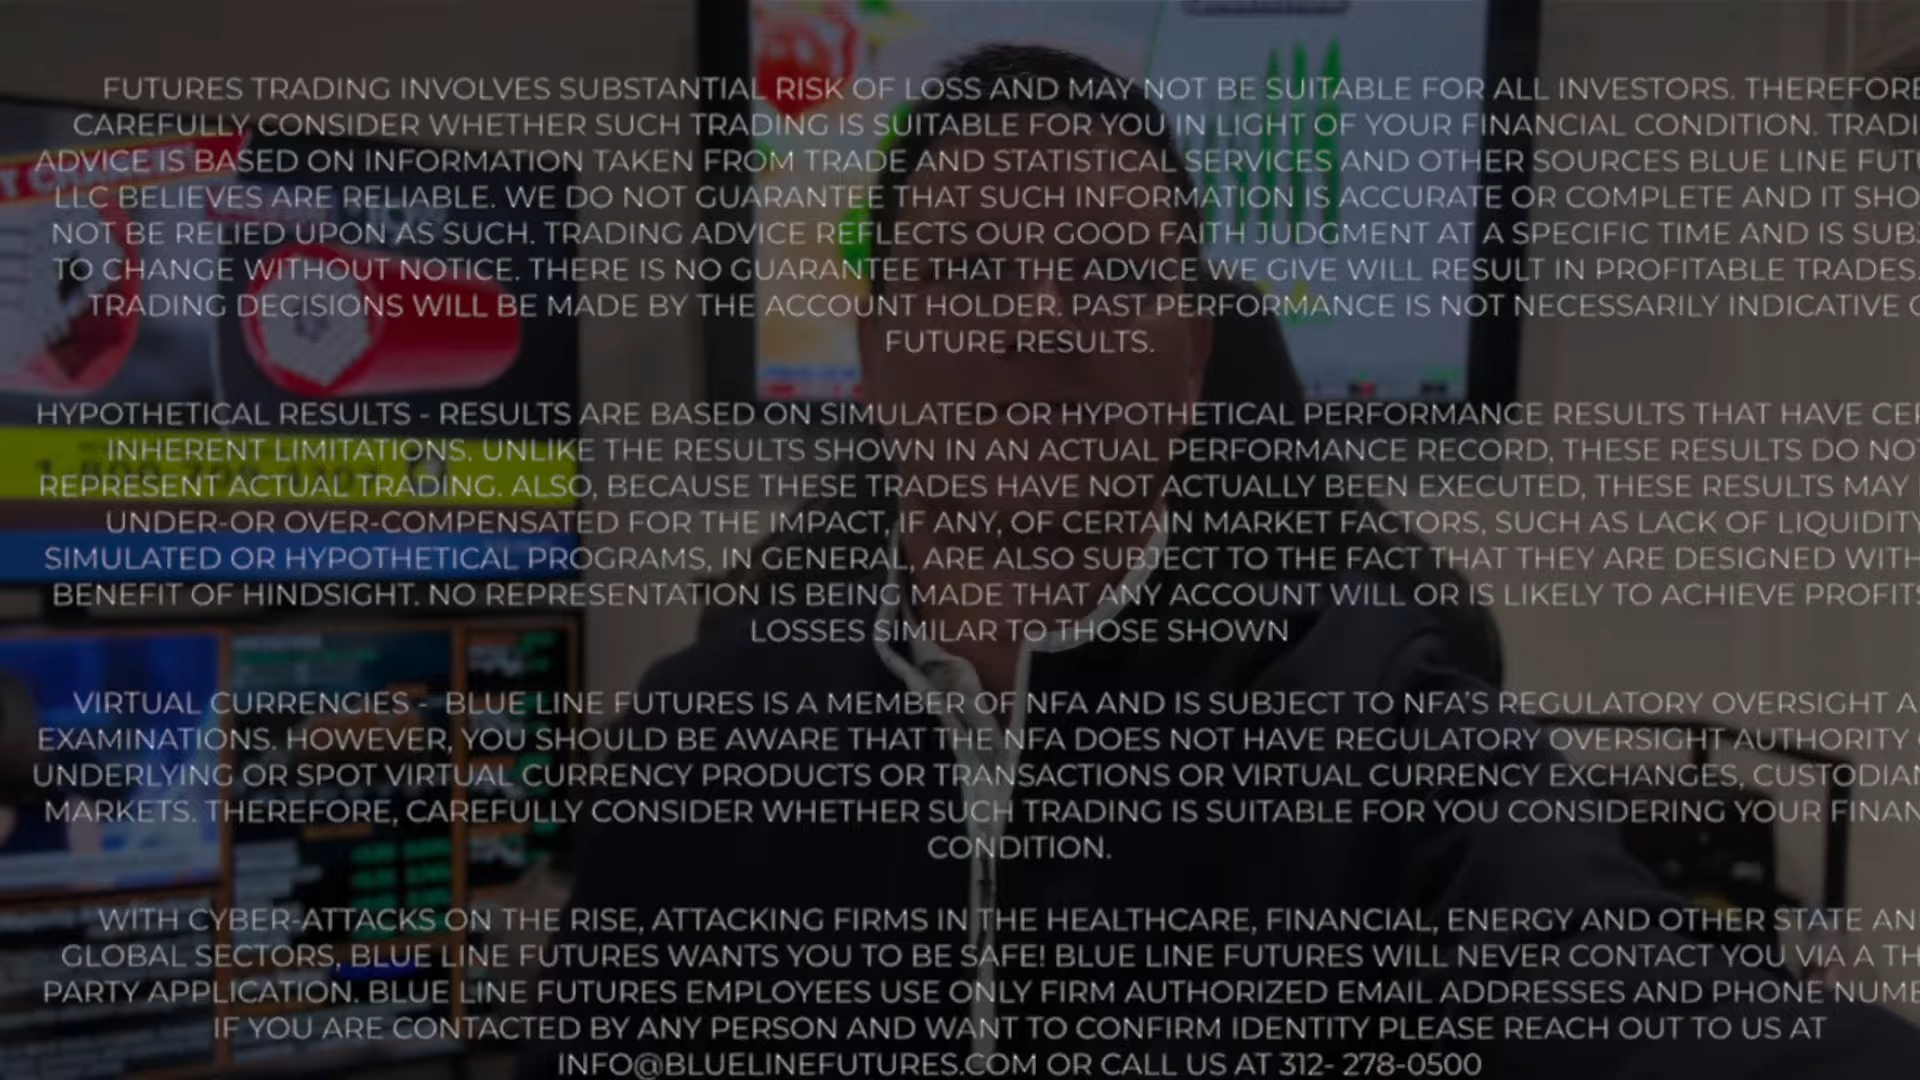 FUTURES TRADING INVOLVES SUBSTANTIAL RISK OF LOSS AND MAY NOT BE SUITABLE FOR ALL INVESTORS. THEREFORE
CAREFULLY CONSIDER WHETHER SUCH TRADING IS SUITABLE FOR YOU IN LIGHT OF YOUR FINANCIAL CONDITION. TRADI
ADVICE IS BASED ON INFORMATION TAKEN FROM TRADE AND STATISTICAL SERVICES AND OTHER SOURCES BLUE LINE FUTU
LLC BELIEVES ARE RELIABLE. WE DO NOT GUARANTEE THAT SUCH INFORMATION IS ACCURATE OR COMPLETE AND IT SHO
NOT BE RELIED UPON AS SUCH. TRADING ADVICE REFLECTS OUR GOOD FAITH JUDGMENT AT A SPECIFIC TIME AND IS SUBJ
TO CHANGE WITHOUT NOTICE. THERE IS NO GUARANTEE THAT THE ADVICE WE GIVE WILL RESULT IN PROFITABLE TRADES.
TRADING DECISIONS WILL BE MADE BY THE ACCOUNT HOLDER. PAST PERFORMANCE IS NOT NECESSARILY INDICATIVE O
FUTURE RESULTS.
HYPOTHETICAL RESULTS - RESULTS ARE BASED ON SIMULATED OR HYPOTHETICAL PERFORMANCE RESULTS THAT HAVE CER
INHERENT LIMITATIONS. UNLIKE THE RESULTS SHOWN IN AN ACTUAL PERFORMANCE RECORD, THESE RESULTS DO NOT
REPRESENT ACTUAL TRADING. ALSO, BECAUSE THESE TRADES HAVE NOT ACTUALLY BEEN EXECUTED, THESE RESULTS MAY
UNDER-OR OVER-COMPENSATED FOR THE IMPACT, IF ANY, OF CERTAIN MARKET FACTORS, SUCH AS LACK OF LIQUIDITY
SIMULATED OR HYPOTHETICAL PROGRAMS, IN GENERAL, ARE ALSO SUBJECT TO THE FACT THAT THEY ARE DESIGNED WITH
BENEFIT OF HINDSIGHT. NO REPRESENTATION IS BEING MADE THAT ANY ACCOUNT WILL OR IS LIKELY TO ACHIEVE PROFITS
LOSSES SIMILAR TO THOSE SHOWN
VIRTUAL CURRENCIES - BLUE LINE FUTURES IS A MEMBER OF NFA AND IS SUBJECT TO NFA'S REGULATORY OVERSIGHT A
EXAMINATIONS. HOWEVER, YOU SHOULD BE AWARE THAT THE NFA DOES NOT HAVE REGULATORY OVERSIGHT AUTHORITY
UNDERLYING OR SPOT VIRTUAL CURRENCY PRODUCTS OR TRANSACTIONS OR VIRTUAL CURRENCY EXCHANGES, CUSTODIAN
MARKETS. THEREFORE, CAREFULLY CONSIDER WHETHER SUCH TRADING IS SUITABLE FOR YOU CONSIDERING YOUR FINAN
CONDITION.
WITH CYBER-ATTACKS ON THE RISE, ATTACKING FIRMS IN THE HEALTHCARE, FINANCIAL, ENERGY AND OTHER STATE AN
GLOBAL SECTORS, BLUE LINE FUTURES WANTS YOU TO BE SAFE! BLUE LINE FUTURES WILL NEVER CONTACT YOU VIA A TH
PARTY APPLICATION. BLUE LINE FUTURES EMPLOYEES USE ONLY FIRM AUTHORIZED EMAIL ADDRESSES AND PHONE NUMB
IF YOU ARE CONTACTED BY ANY PERSON AND WANT TO CONFIRM IDENTITY PLEASE REACH OUT TO US AT
INFO@BLUELINEFUTURES.COM OR CALL US AT 312- 278-0500